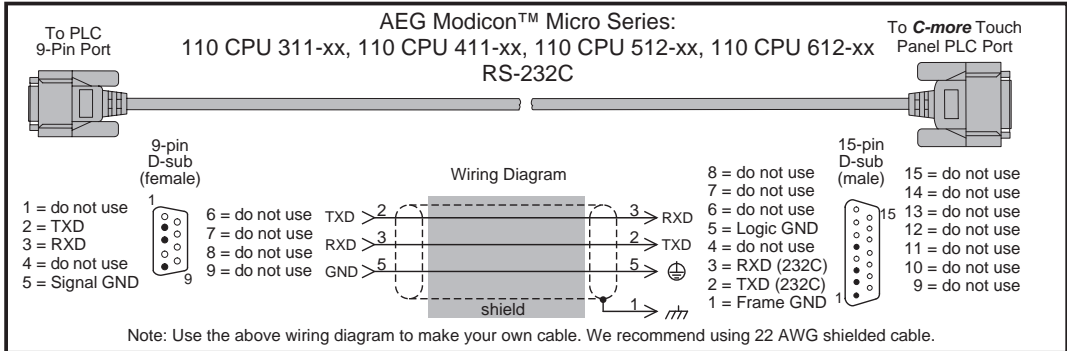 AEG Modicon™ Micro Series:
110 CPU 311-xx, 110 CPU 411-xx, 110 CPU 512-xx, 110 CPU 612-xx
RS-232C
To PLC
9-Pin Port
To C-more Touch
Panel PLC Port
9-pin
D-sub
(female)
1
9
1 = do not use
2 = TXD
3 = RXD
4 = do not use
5 = Signal GND
6 = do not use
7 = do not use
8 = do not use
9 = do not use
Wiring Diagram
TXD 2 3 RXD
RXD 3 2 TXD
GND 5 5
1
shield
8 = do not use
7 = do not use
6 = do not use
5 = Logic GND
4 = do not use
3 = RXD (232C)
2 = TXD (232C)
1 = Frame GND
15-pin
D-sub
(male)
15
1
15 = do not use
14 = do not use
13 = do not use
12 = do not use
11 = do not use
10 = do not use
9 = do not use
Note: Use the above wiring diagram to make your own cable. We recommend using 22 AWG shielded cable.